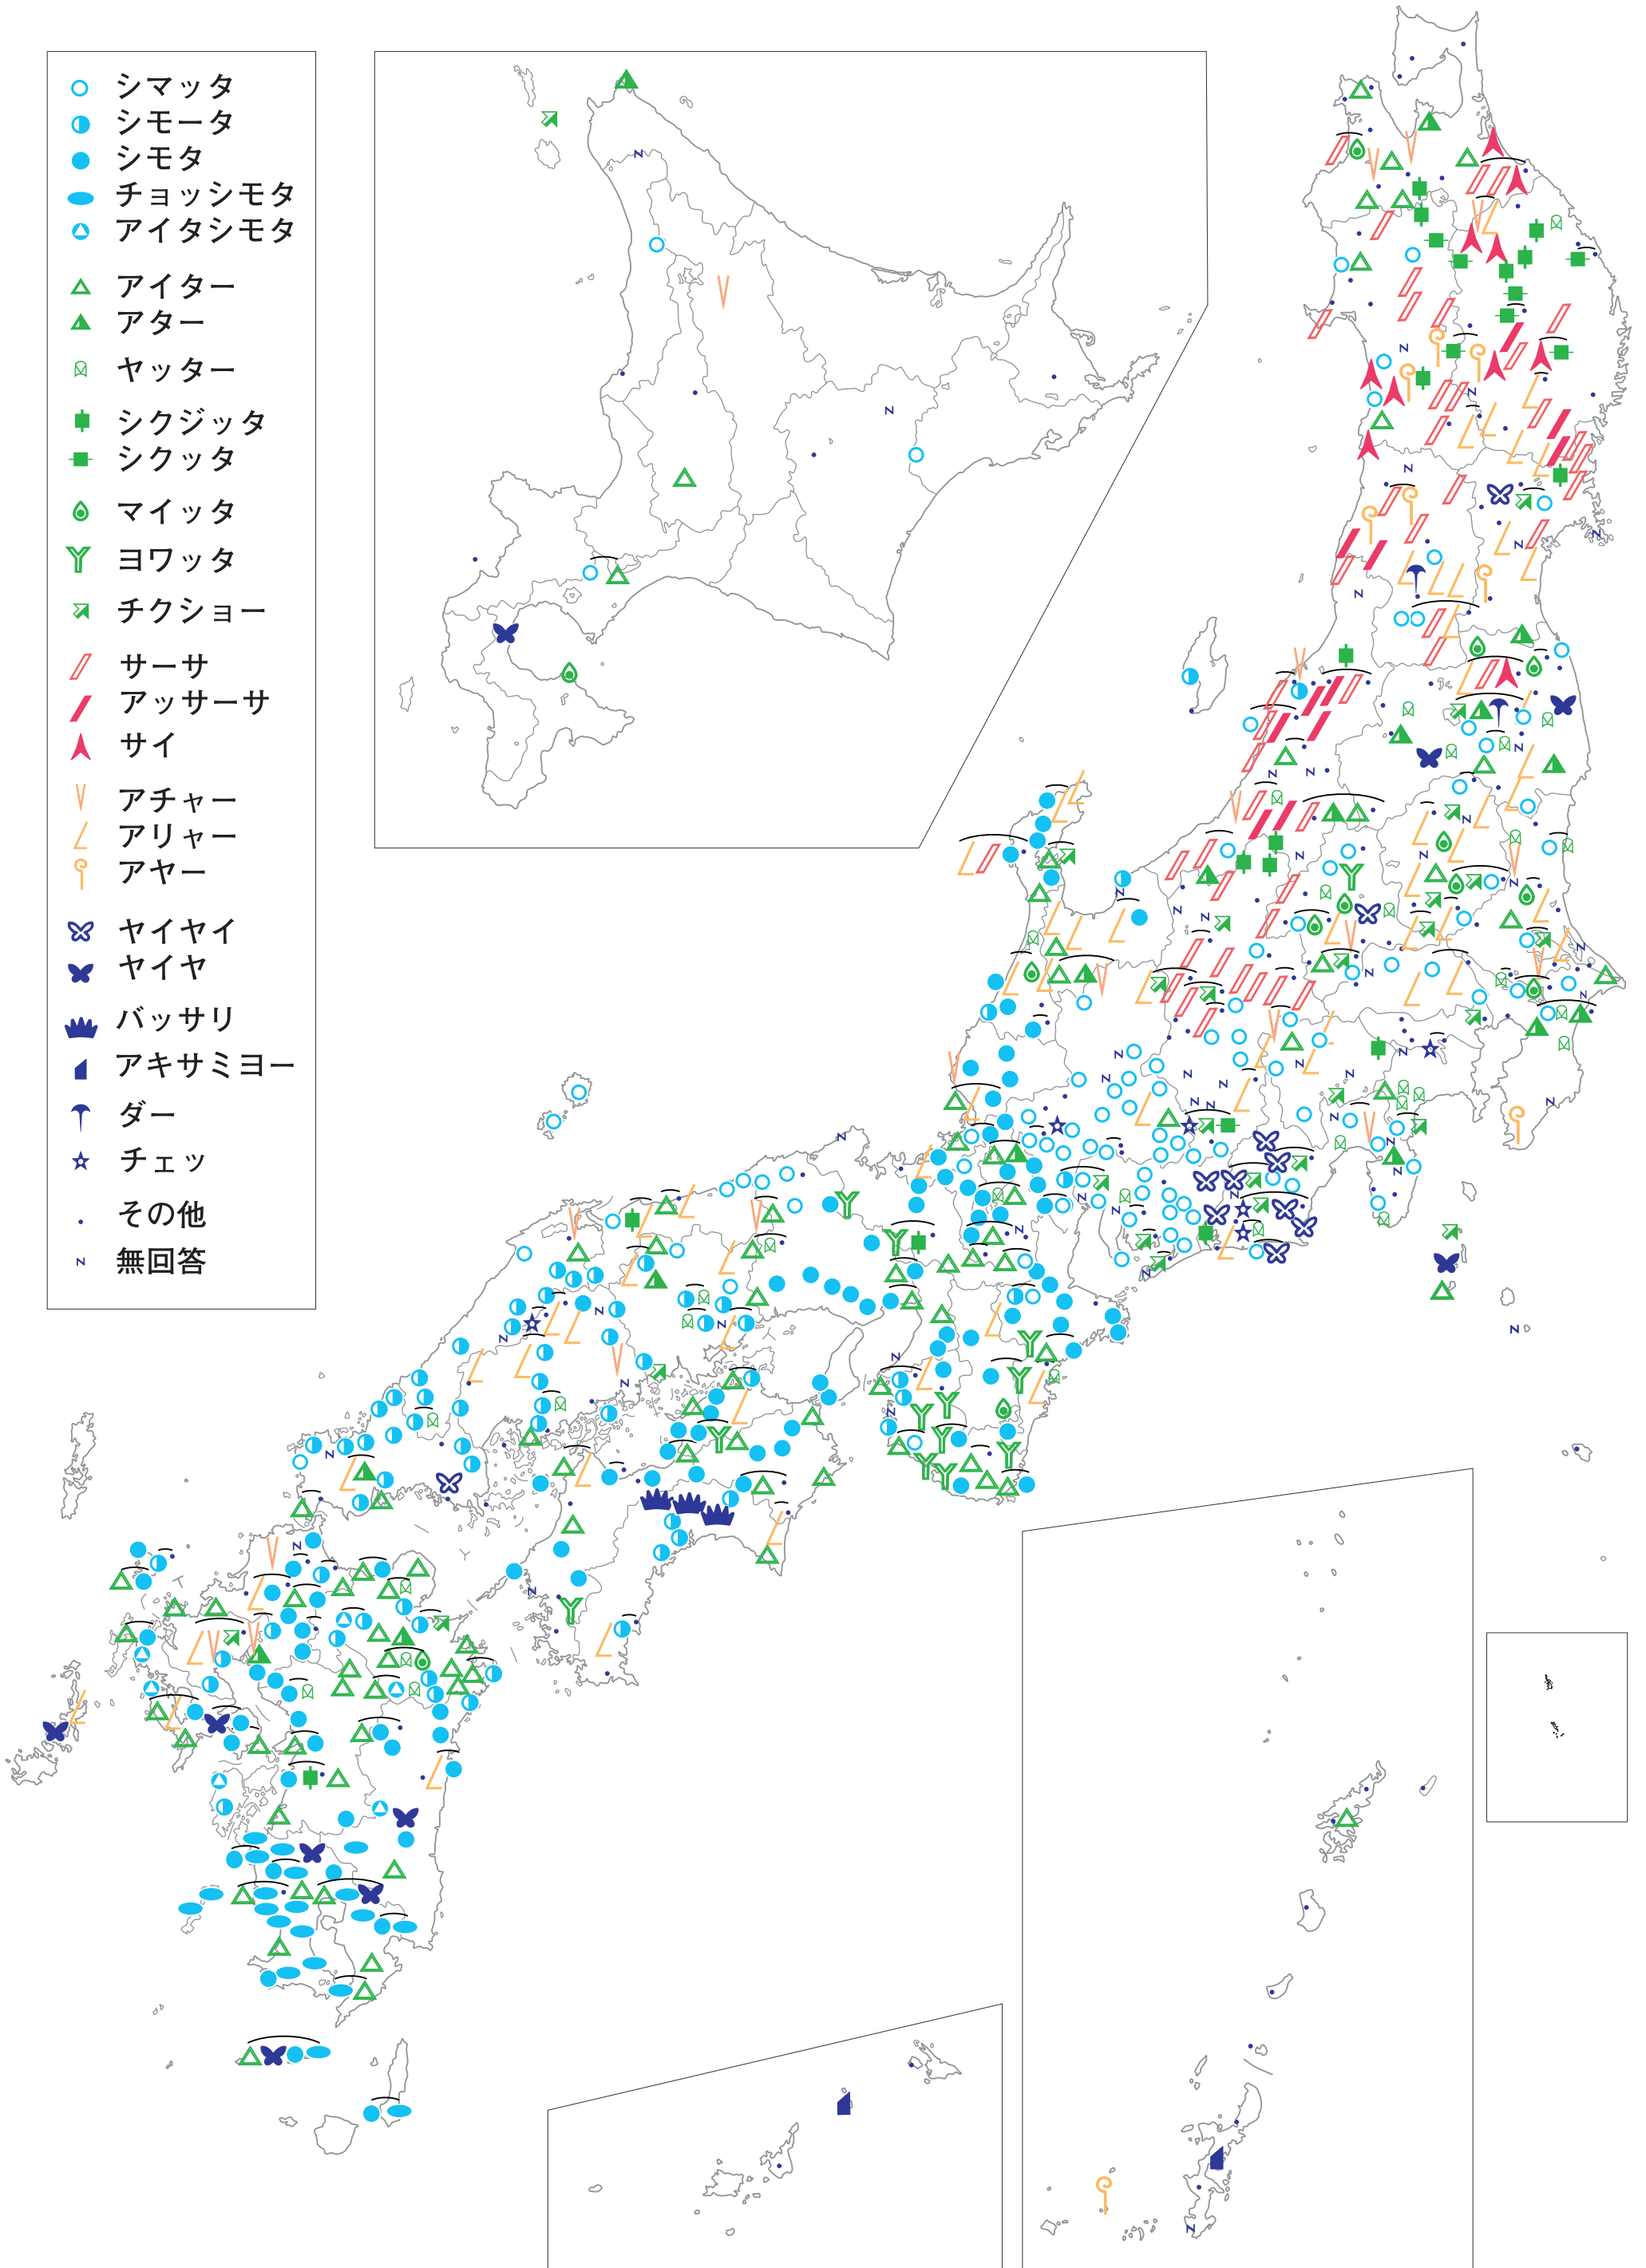 シマッタ
シモータ
シモタ
チョッシモタ
アイタシモタ
アイター
アター
ヤッター
シクジッタ
シクッタ
マイッタ
ヨワッタ
チクショー
サーサ
アッサーサ
サイ
アチャー
アリャー
アヤー
ヤイヤイ
ヤイヤ
バッサリ
アキサミヨー
ダー
チェッ
その他
無回答